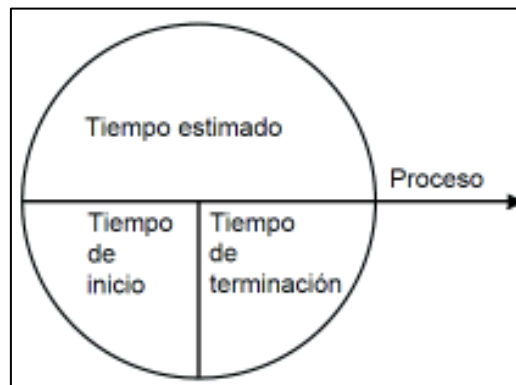 Tiempo estimado
Proceso
Tiempo
de
inicio
Tiempo
de
terminación